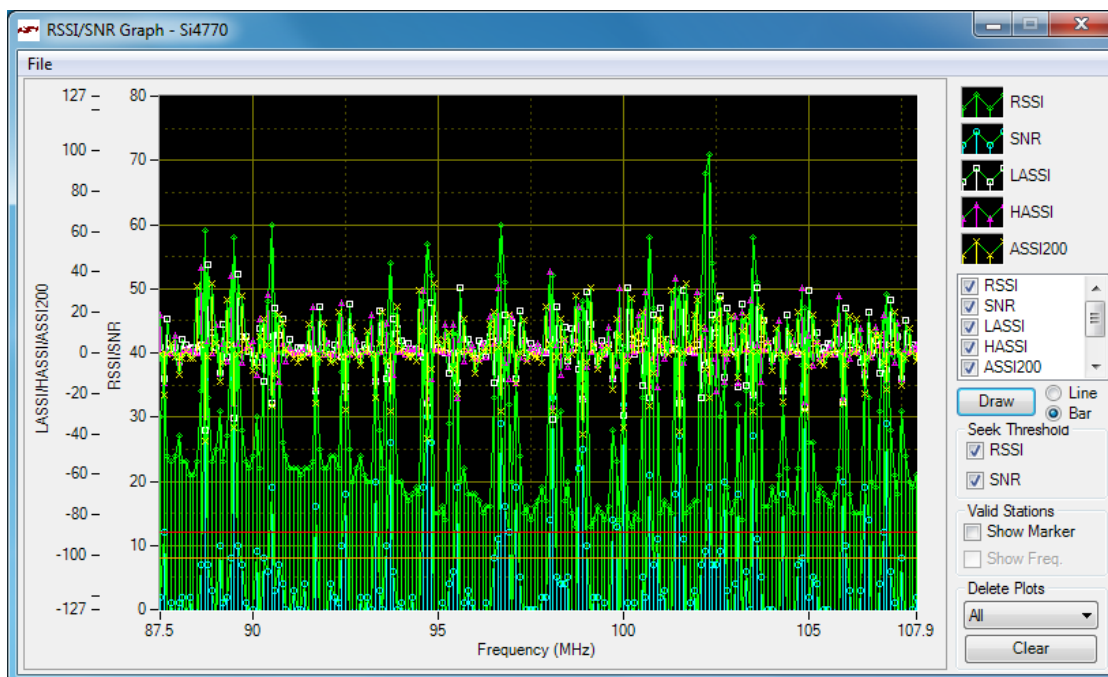 RSSI/SNR Graph - Si4770
File
LASSI/HASSI/ASSI200
127
100
80
60
40
20
0
-20
-40
-60
-80
-100
-127
RSSI/SNR
80
70
60
50
40
30
20
10
0
87.5
90
95
100
105
107.9
Frequency (MHz)
RSSI
SNR
LASSI
HASSI
ASSI200
RSSI
SNR
LASSI
HASSI
ASSI200
Draw
Line
Bar
Seek Threshold
RSSI
SNR
Valid Stations
Show Marker
Show Freq.
Delete Plots
All
Clear